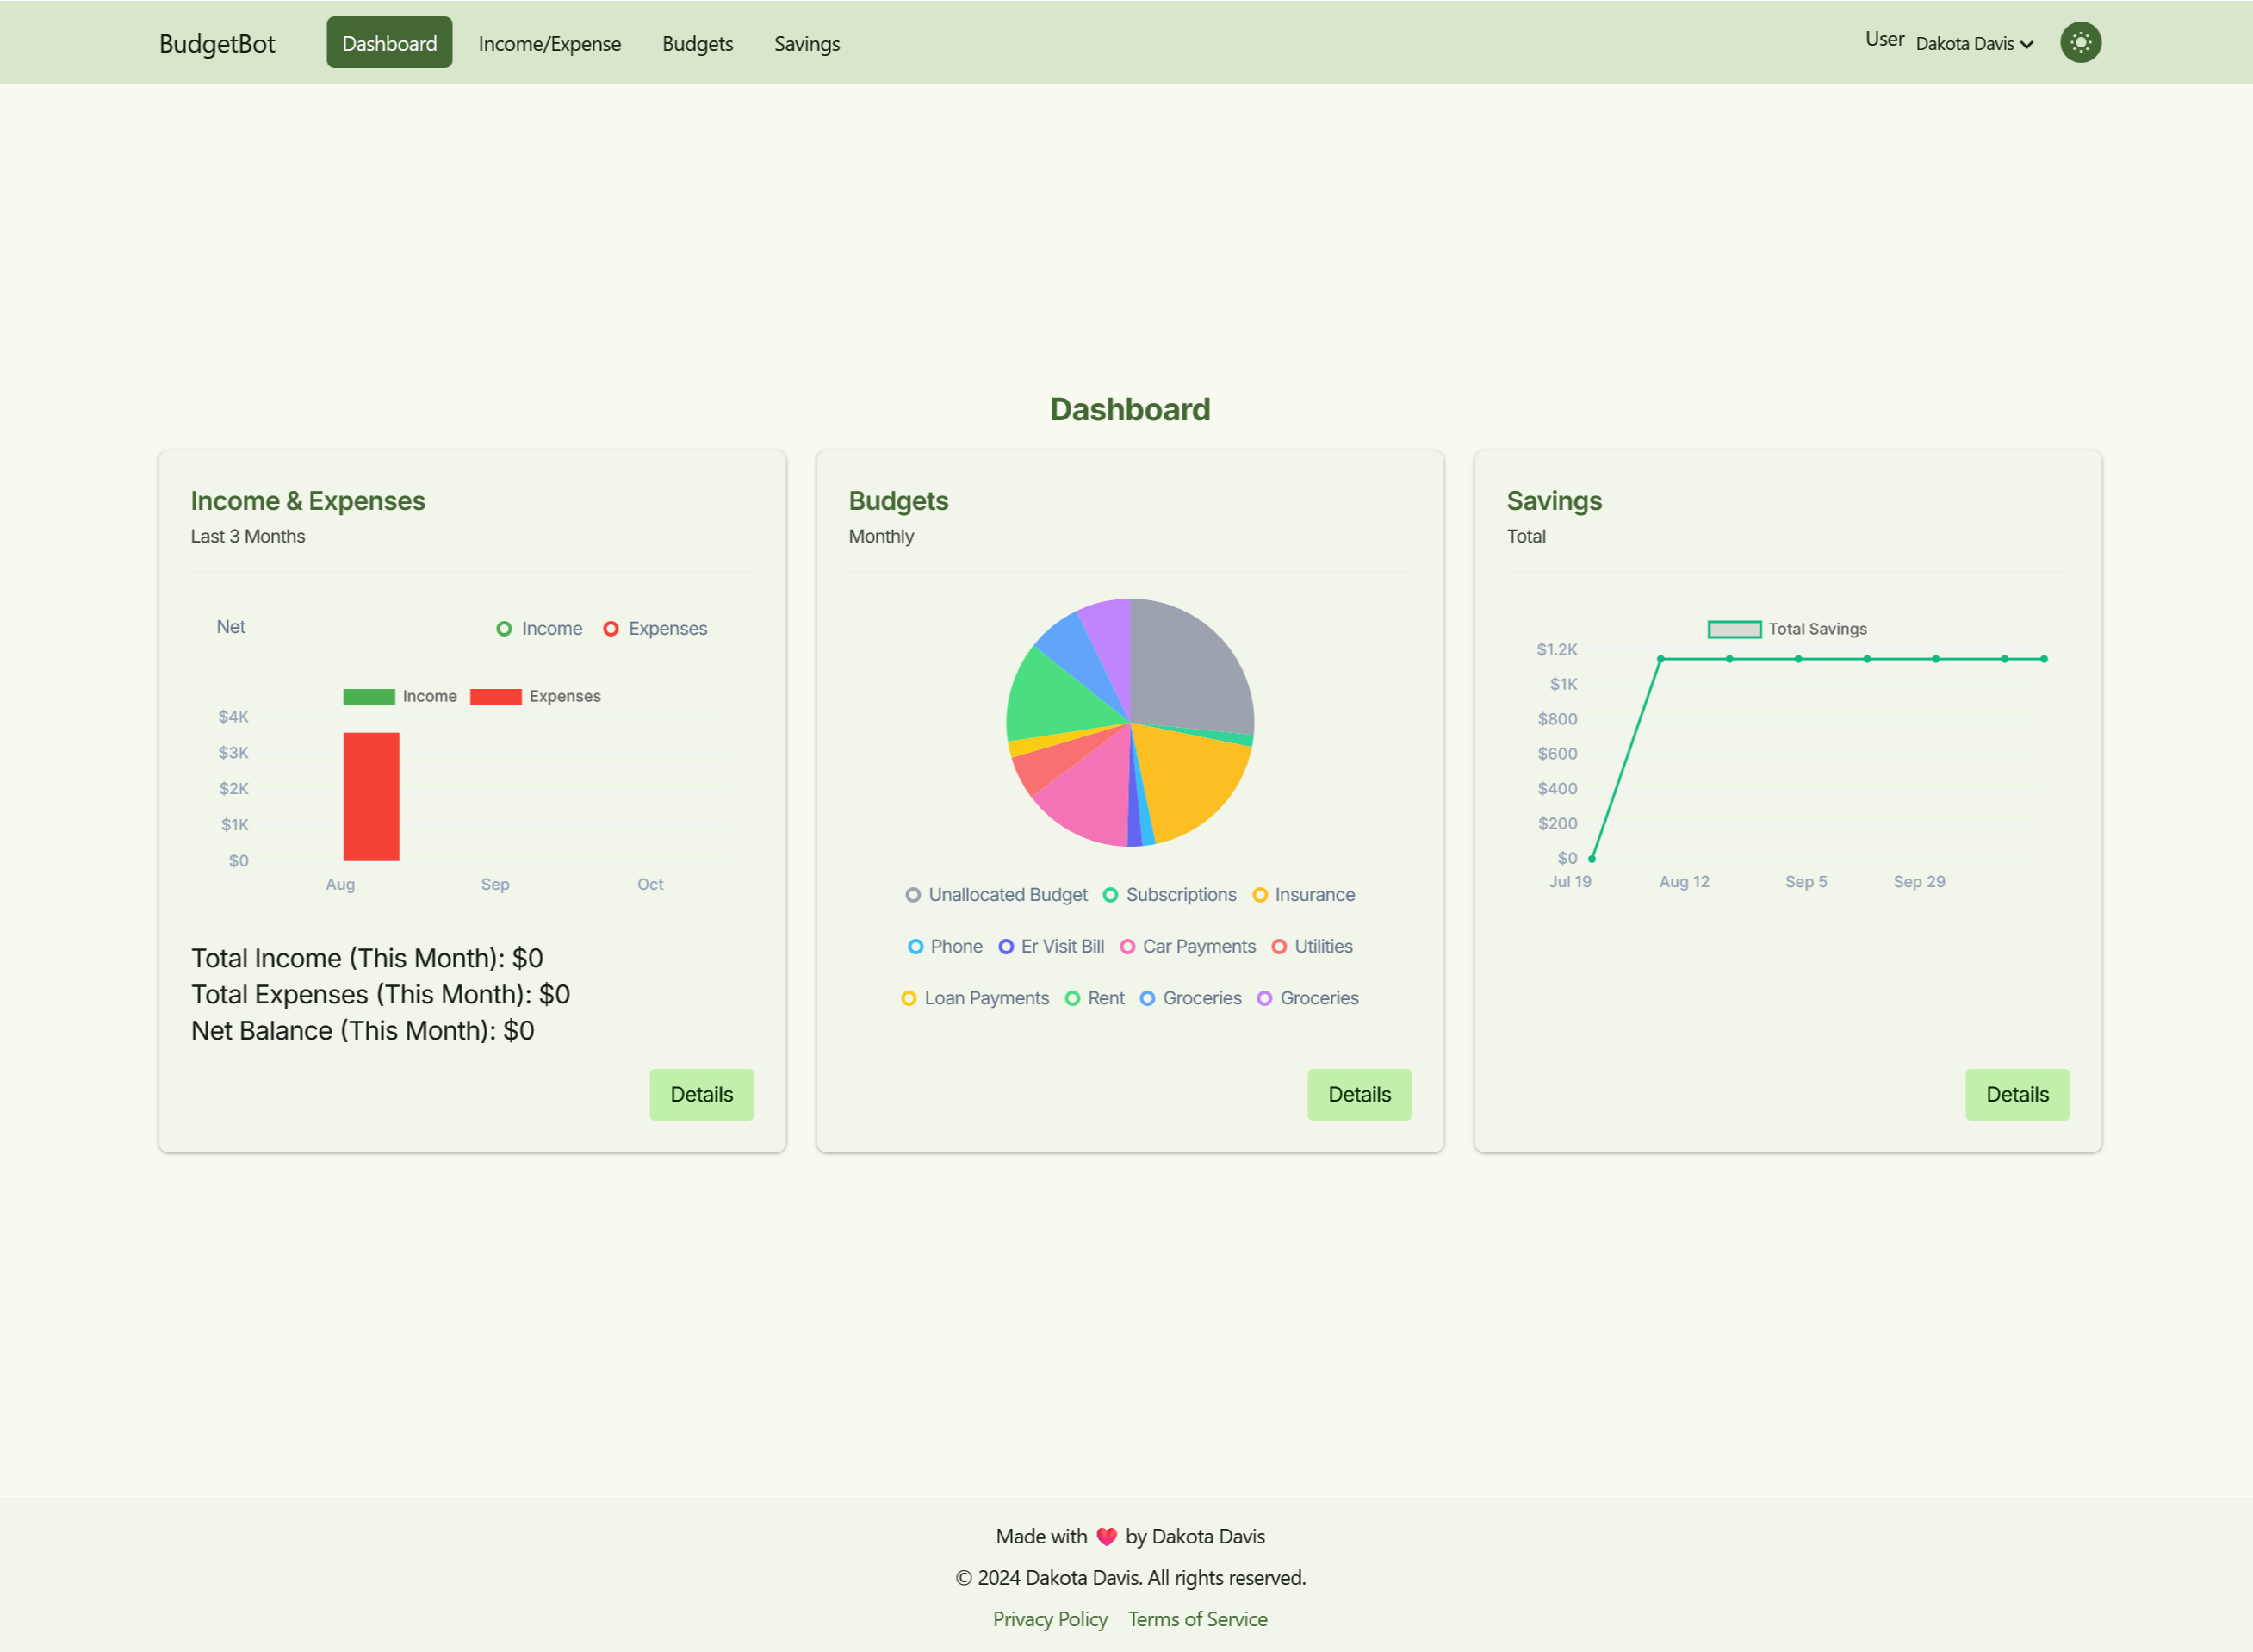 BudgetBot Dashboard Income/Expense Budgets Savings User Dakota Davis
Dashboard
Income & Expenses
Last 3 Months
Net Income Expenses
Income Expenses
$4K
$3K
$2K
$1K
$0
Aug Sep Oct
Total Income (This Month): $0
Total Expenses (This Month): $0
Net Balance (This Month): $0
Details
Budgets
Monthly
Unallocated Budget Subscriptions Insurance
Phone Er Visit Bill Car Payments Utilities
Loan Payments Rent Groceries Groceries
Details
Savings
Total
Total Savings
$1.2K
$1K
$800
$600
$400
$200
$0
Jul 19 Aug 12 Sep 5 Sep 29
Details
Made with ❤️ by Dakota Davis
© 2024 Dakota Davis. All rights reserved.
Privacy Policy Terms of Service